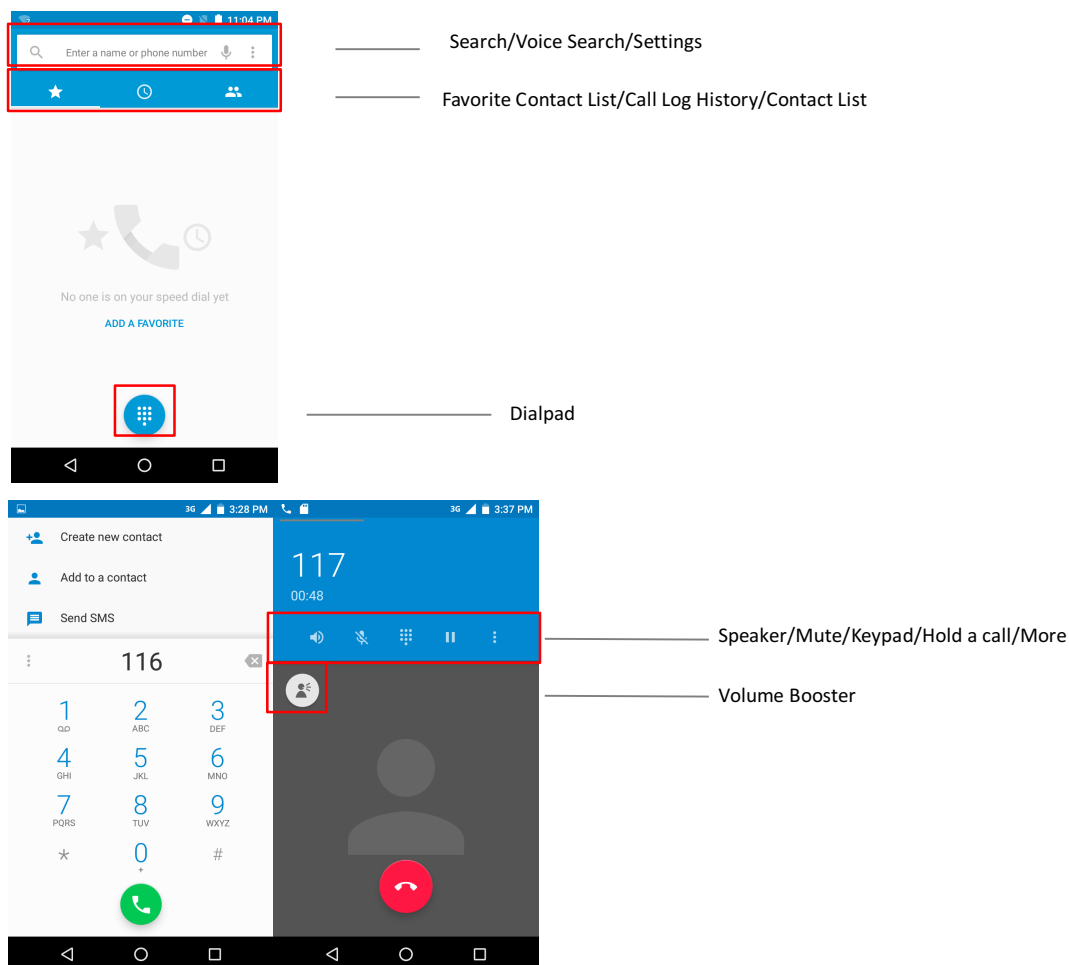 11:04 PM
Enter a name or phone number
Search/Voice Search/Settings
Favorite Contact List/Call Log History/Contact List
No one is on your speed dial yet
ADD A FAVORITE
Dialpad
3G 3:28 PM
Create new contact
Add to a contact
Send SMS
116
1 2 3
ABC DEF
4 5 6
GHI JKL MNO
7 8 9
PQRS TUV WXYZ
* 0 #
+
3G 3:37 PM
117
00:48
Speaker/Mute/Keypad/Hold a call/More
Volume Booster